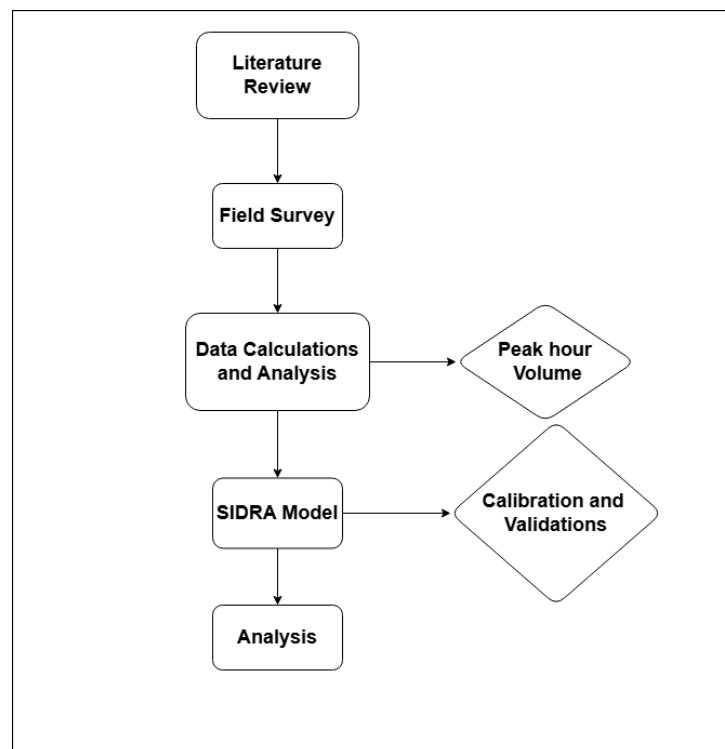 Literature
Review
Field Survey
Data Calculations
and Analysis
Peak hour
Volume
SIDRA Model
Calibration and
Validations
Analysis